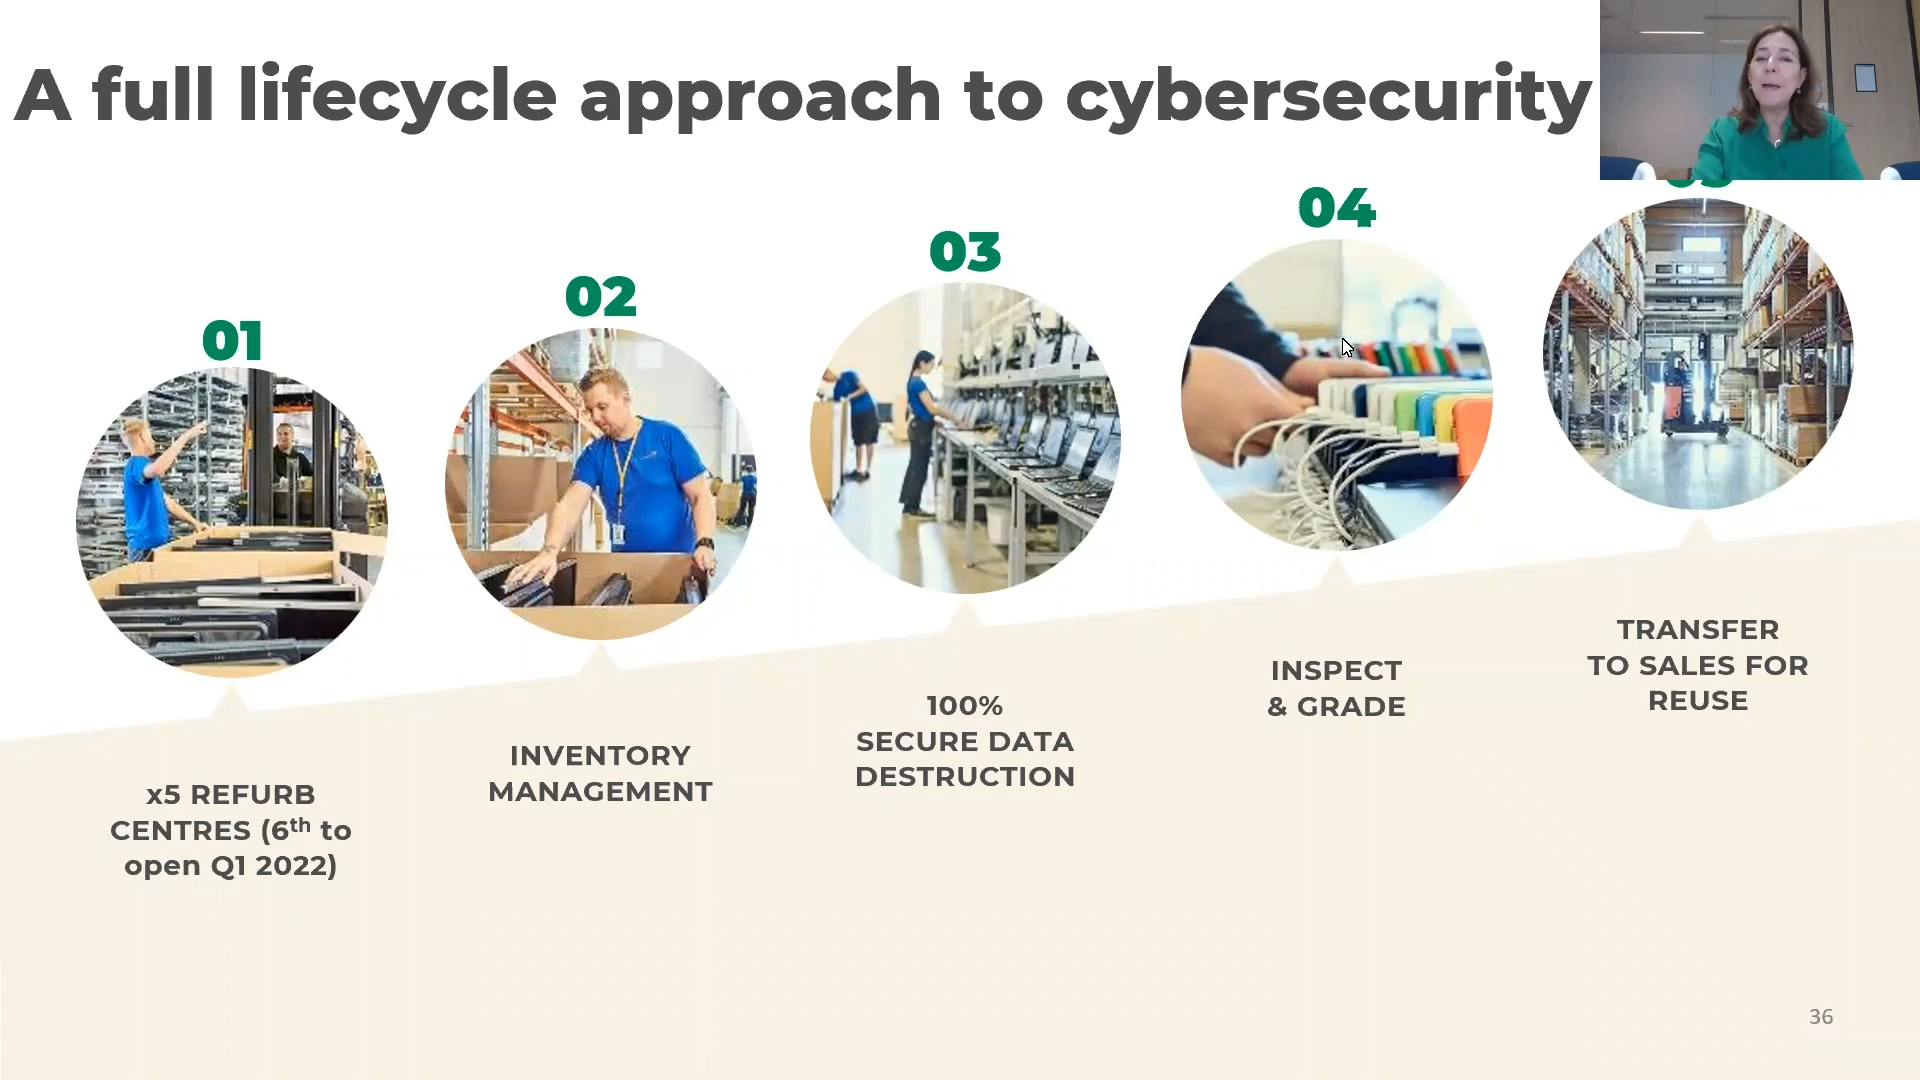 A full lifecycle approach to cybersecurity
01
x5 REFURB
CENTRES (6th to
open Q1 2022)
02
INVENTORY
MANAGEMENT
03
100%
SECURE DATA
DESTRUCTION
04
INSPECT
& GRADE
TRANSFER
TO SALES FOR
REUSE
36